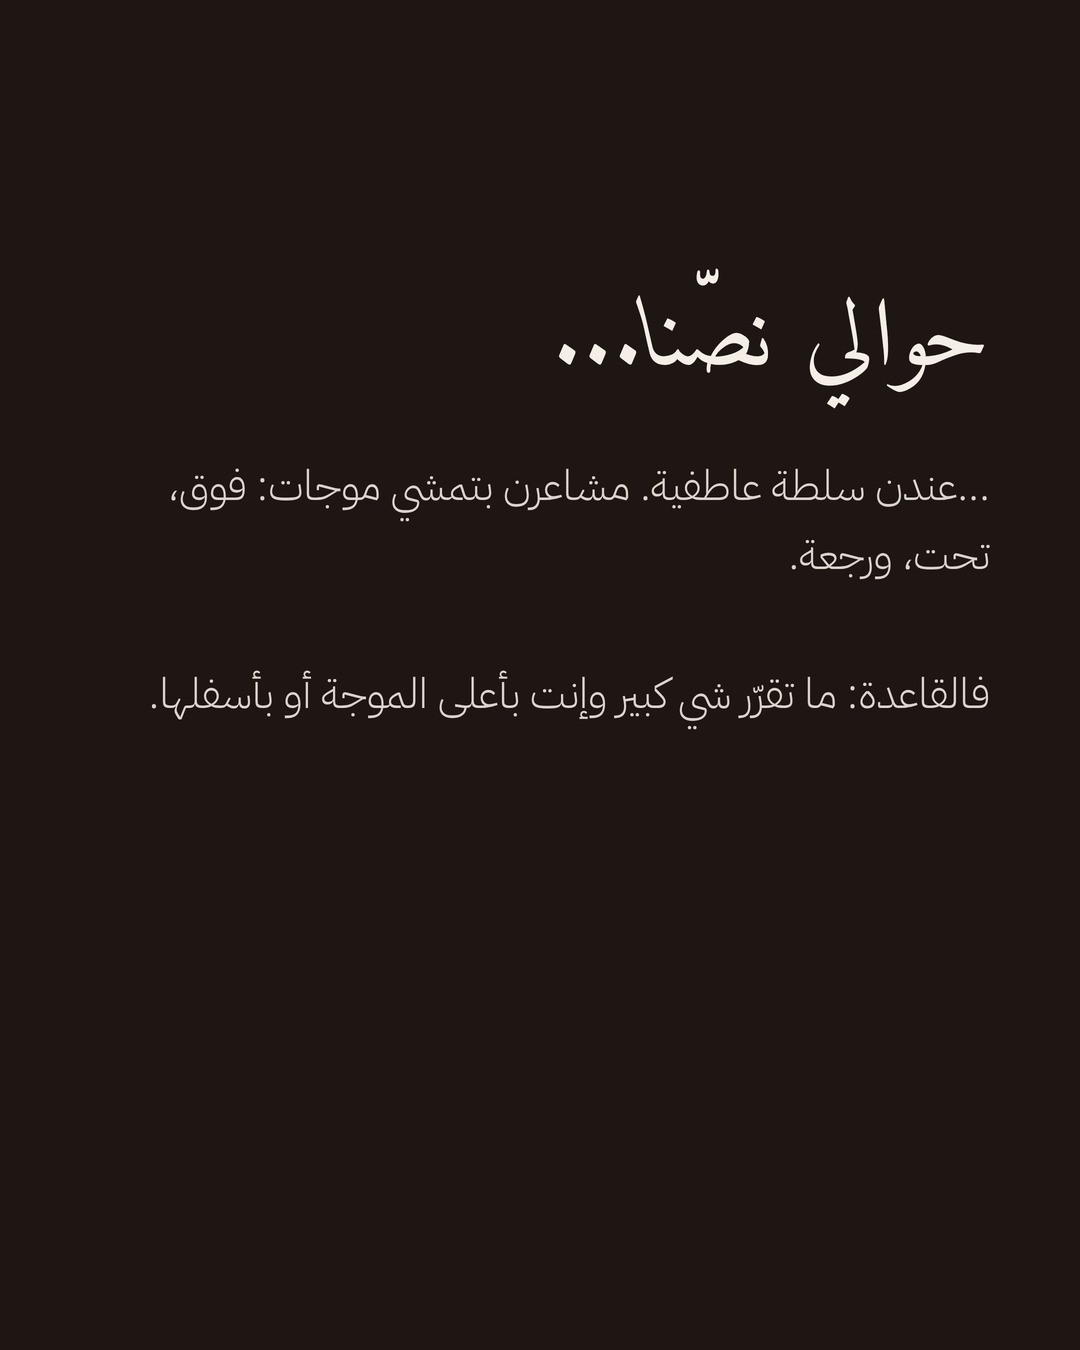 حوالي نصّنا...
...عندن سلطة عاطفية. مشاعرن بتمشي موجات: فوق،
تحت، ورجعة.
فالقاعدة: ما تقرّر شي كبير وإنت بأعلى الموجة أو بأسفلها.